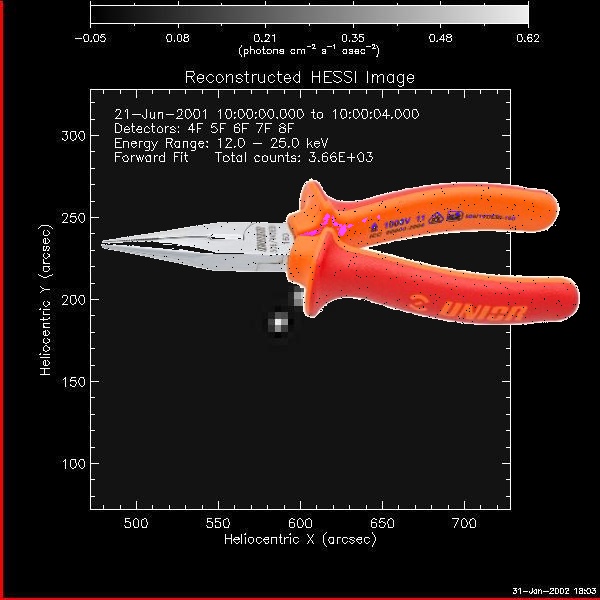 -0.05 0.08 0.21 0.35 0.48 0.62
(photons cm⁻² s⁻¹ asec⁻²)
Reconstructed HESSI Image
21-Jun-2001 10:00:00.000 to 10:00:04.000
Detectors: 4F 5F 6F 7F 8F
Energy Range: 12.0 - 25.0 keV
Forward Fit Total counts: 3.66E+03
300
250
200
150
100
Heliocentric Y (arcsec)
1000V
UNIOR
500 550 600 650 700
Heliocentric X (arcsec)
31-Jan-2002 18:03